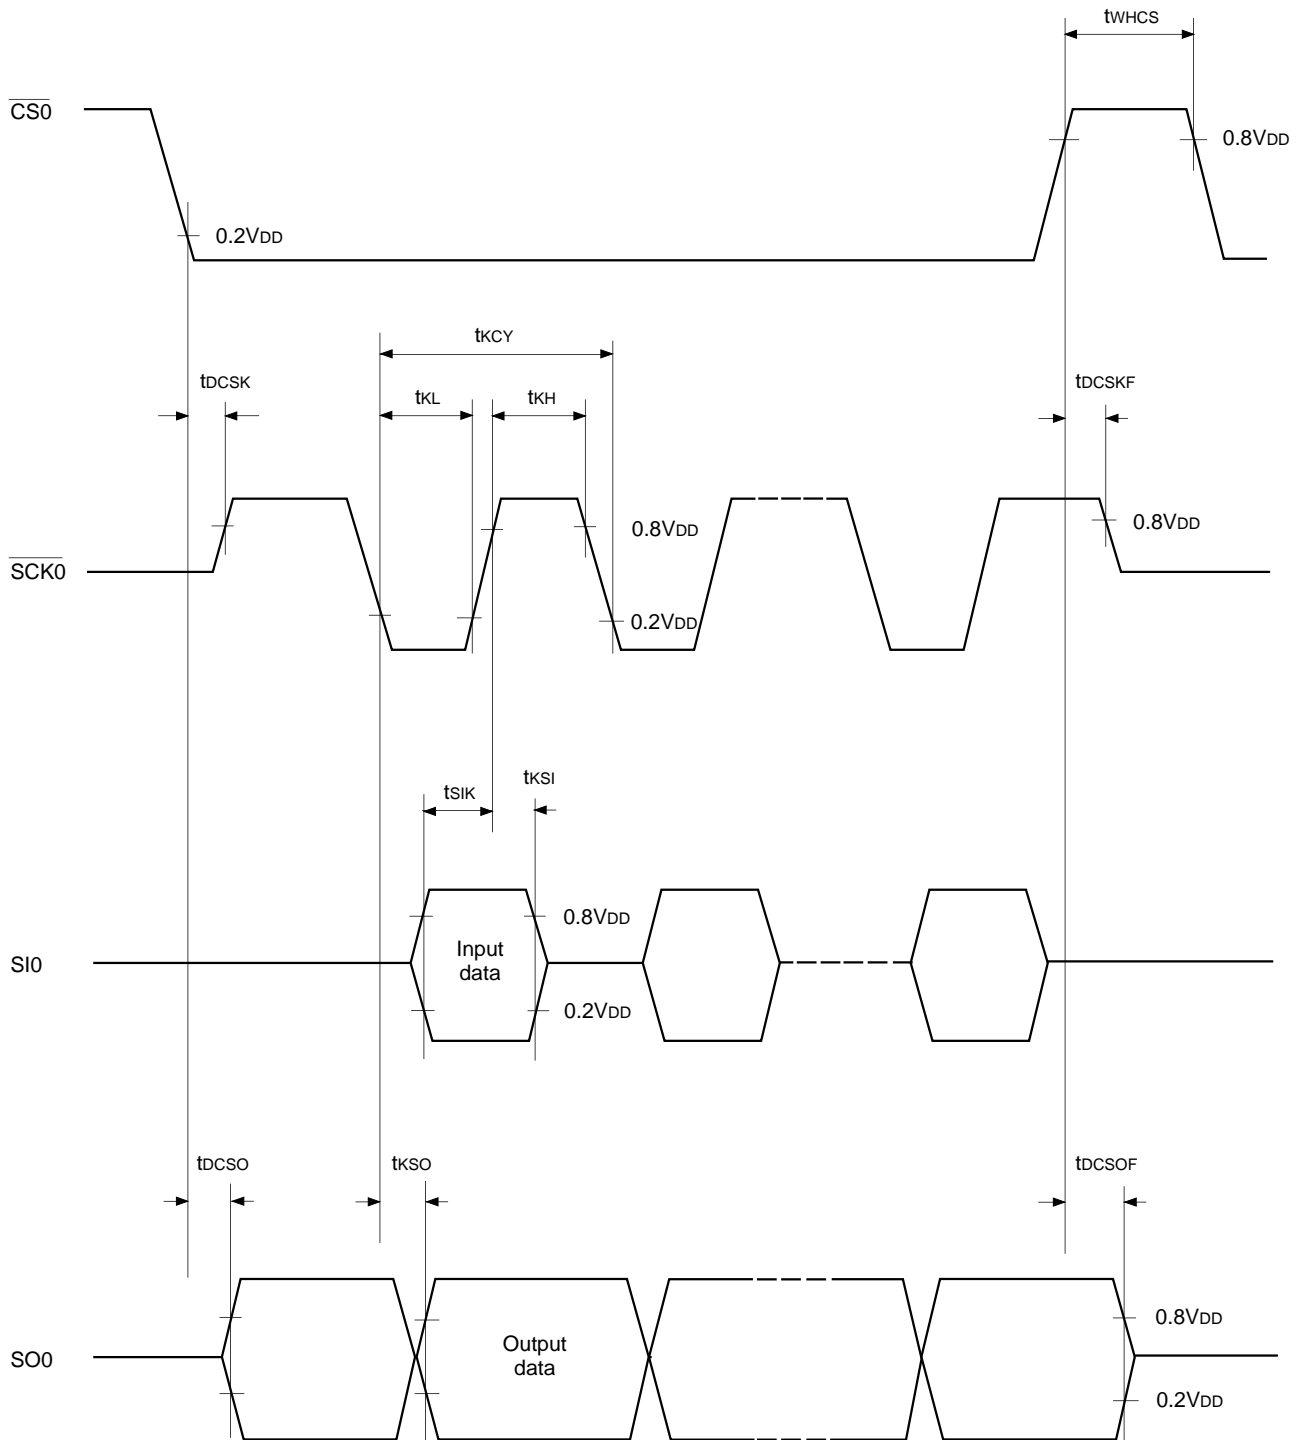 tWHCS
CS0
0.8VDD
0.2VDD
tKCY
tDCSK
tKL
tKH
tDCSKF
0.8VDD
0.8VDD
SCK0
0.2VDD
tKSI
tSIK
0.8VDD
Input
data
SI0
0.2VDD
tDCSO
tKSO
tDCSOF
0.8VDD
Output
data
SO0
0.2VDD